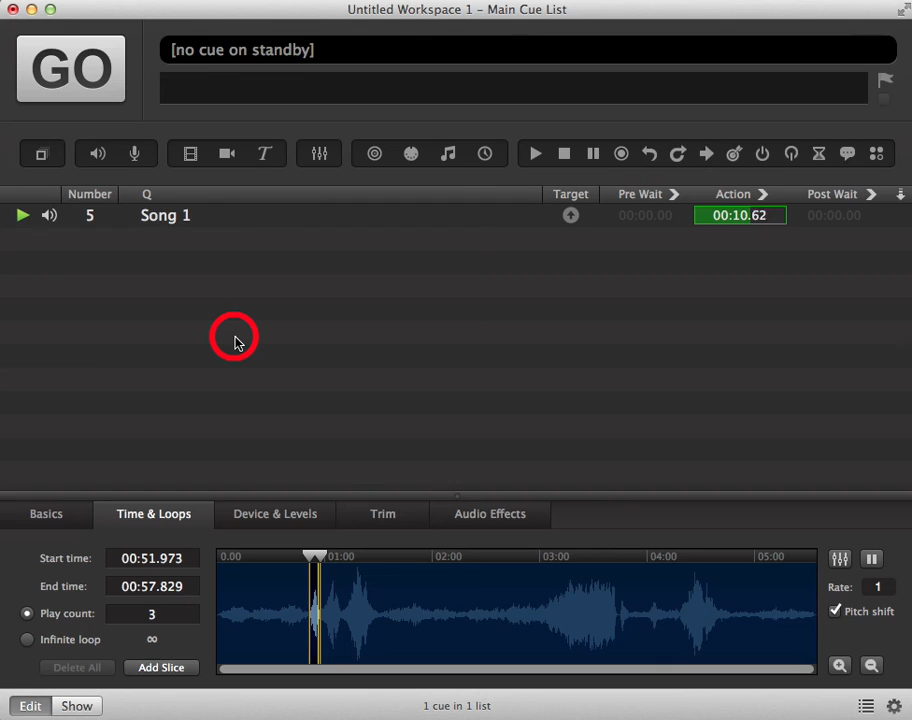 Untitled Workspace 1 – Main Cue List
GO
[no cue on standby]
T
Number Q Target Pre Wait Action Post Wait
5 Song 1 00:00.00 00:10.62 00:00.00
Basics Time & Loops Device & Levels Trim Audio Effects
Start time: 00:51.973
End time: 00:57.829
Play count: 3
Infinite loop ∞
Delete All Add Slice
0.00 01:00 02:00 03:00 04:00 05:00
Rate: 1
Pitch shift
Edit Show 1 cue in 1 list